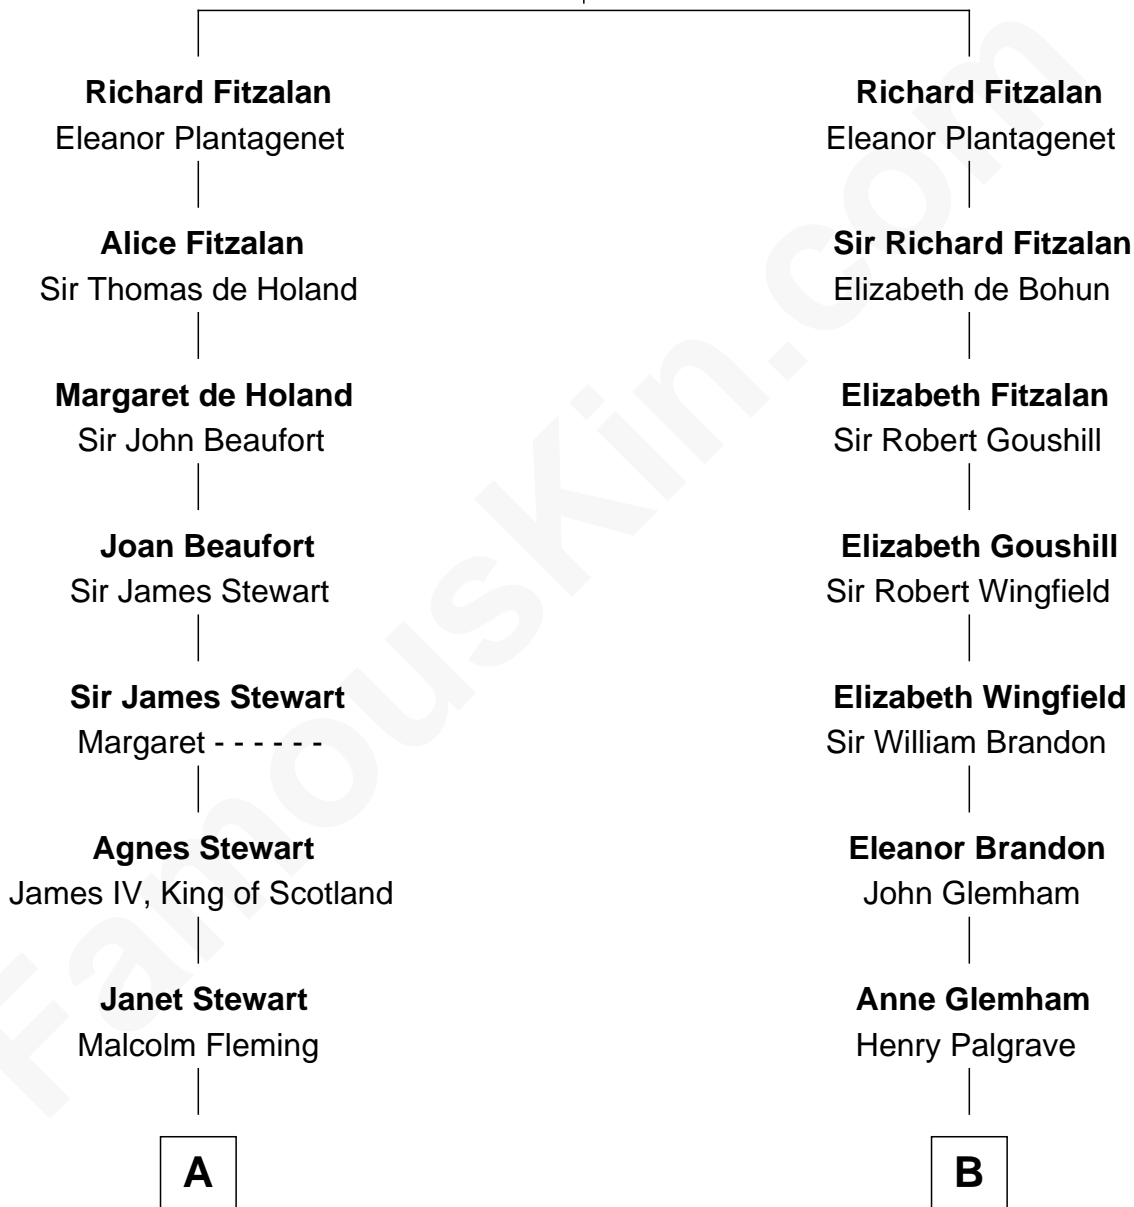 Richard Fitzalan
Eleanor Plantagenet
Alice Fitzalan
Sir Thomas de Holand
Margaret de Holand
Sir John Beaufort
Joan Beaufort
Sir James Stewart
Sir James Stewart
Margaret - - - - - -
Agnes Stewart
James IV, King of Scotland
Janet Stewart
Malcolm Fleming
A
Richard Fitzalan
Eleanor Plantagenet
Sir Richard Fitzalan
Elizabeth de Bohun
Elizabeth Fitzalan
Sir Robert Goushill
Elizabeth Goushill
Sir Robert Wingfield
Elizabeth Wingfield
Sir William Brandon
Eleanor Brandon
John Glemham
Anne Glemham
Henry Palgrave
B
FamousKin.com